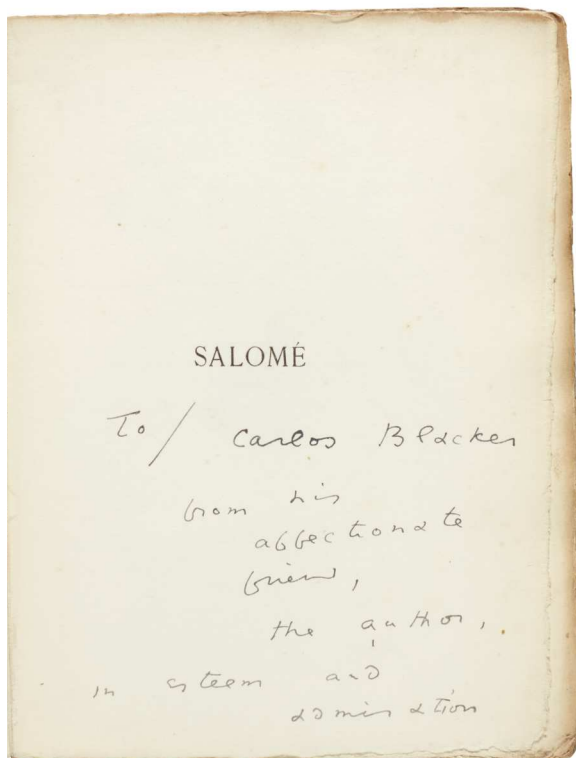 SALOMÉ
To / Carlos Blacker
from his
affectionate
friend,
the author,
in esteem and
admiration